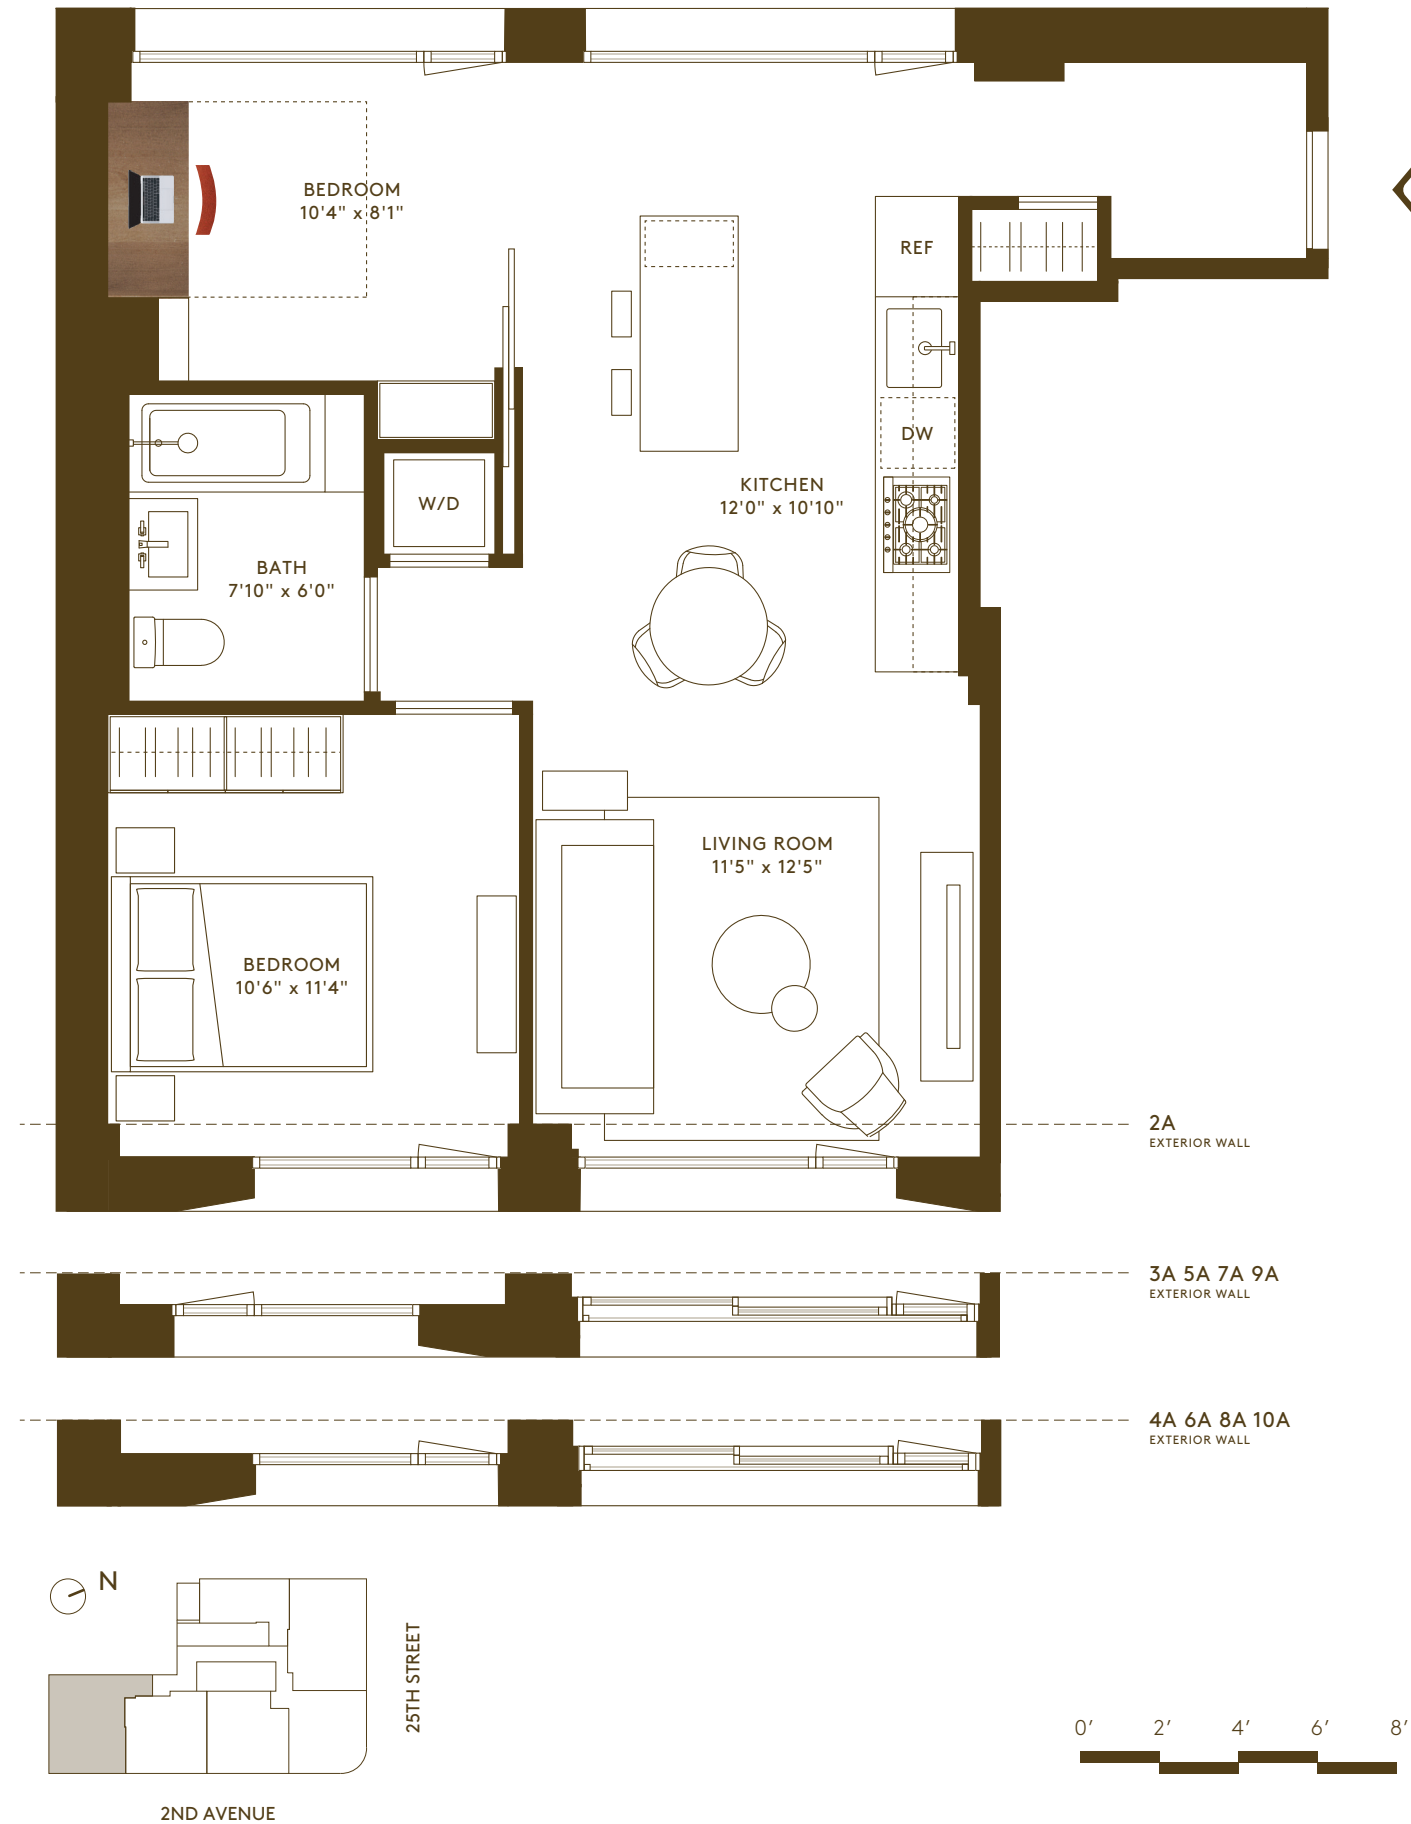 BEDROOM
10'4" x 8'1"
REF
DW
KITCHEN
12'0" x 10'10"
W/D
BATH
7'10" x 6'0"
LIVING ROOM
11'5" x 12'5"
BEDROOM
10'6" x 11'4"
2A
EXTERIOR WALL
3A 5A 7A 9A
EXTERIOR WALL
4A 6A 8A 10A
EXTERIOR WALL
N
25TH STREET
2ND AVENUE
0’ 2’ 4’ 6’ 8’